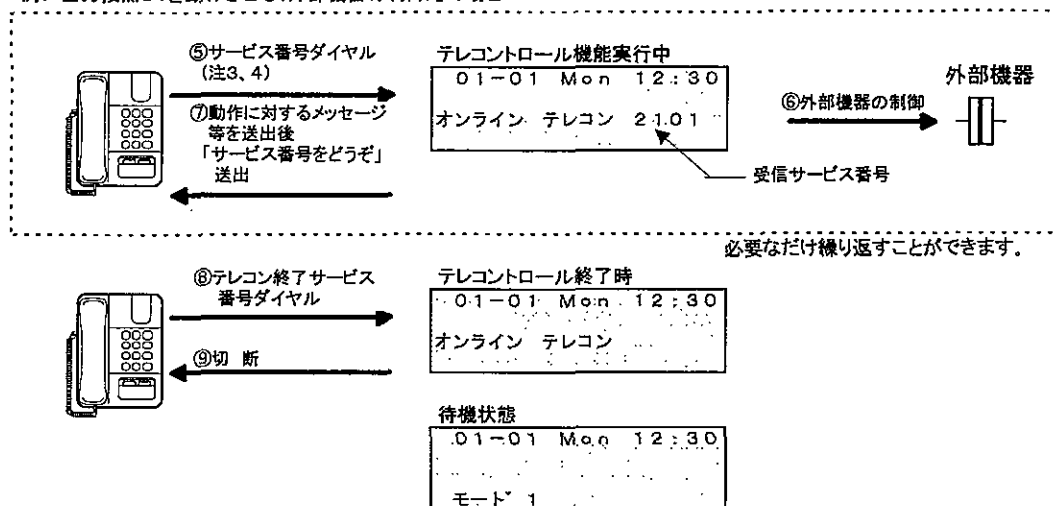 ⑤サービス番号ダイヤル
(注3、4)
⑦動作に対するメッセージ
等を送出後
「サービス番号をどうぞ」
送出
テレコントロール機能実行中
01-01 Mon 12:30
オンライン テレコン 2101
受信サービス番号
⑥外部機器の制御
外部機器
必要なだけ繰り返すことができます。
⑧テレコン終了サービス
番号ダイヤル
⑨切 断
テレコントロール終了時
01-01 Mon 12:30
オンライン テレコン
待機状態
01-01 Mon 12:30
モード 1